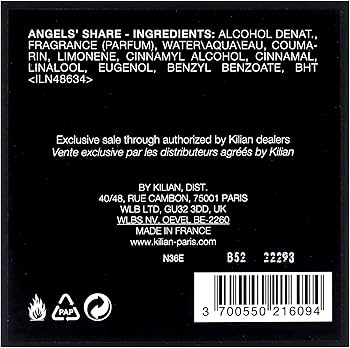 ANGELS' SHARE - INGREDIENTS: ALCOHOL DENAT.,
FRAGRANCE (PARFUM), WATER\AQUA\EAU, COUMA-
RIN, LIMONENE, CINNAMYL ALCOHOL, CINNAMAL,
LINALOOL, EUGENOL, BENZYL BENZOATE, BHT
<ILN48634>
Exclusive sale through authorized by Kilian dealers
Vente exclusive par les distributeurs agréés by Kilian
BY KILIAN, DIST.
40/48, RUE CAMBON, 75001 PARIS
WLB LTD, GU32 3DD, UK
WLBS NV, OEVEL BE-2260
MADE IN FRANCE
www.kilian-paris.com
N36E B52 22293
PAP
3 700550 216094